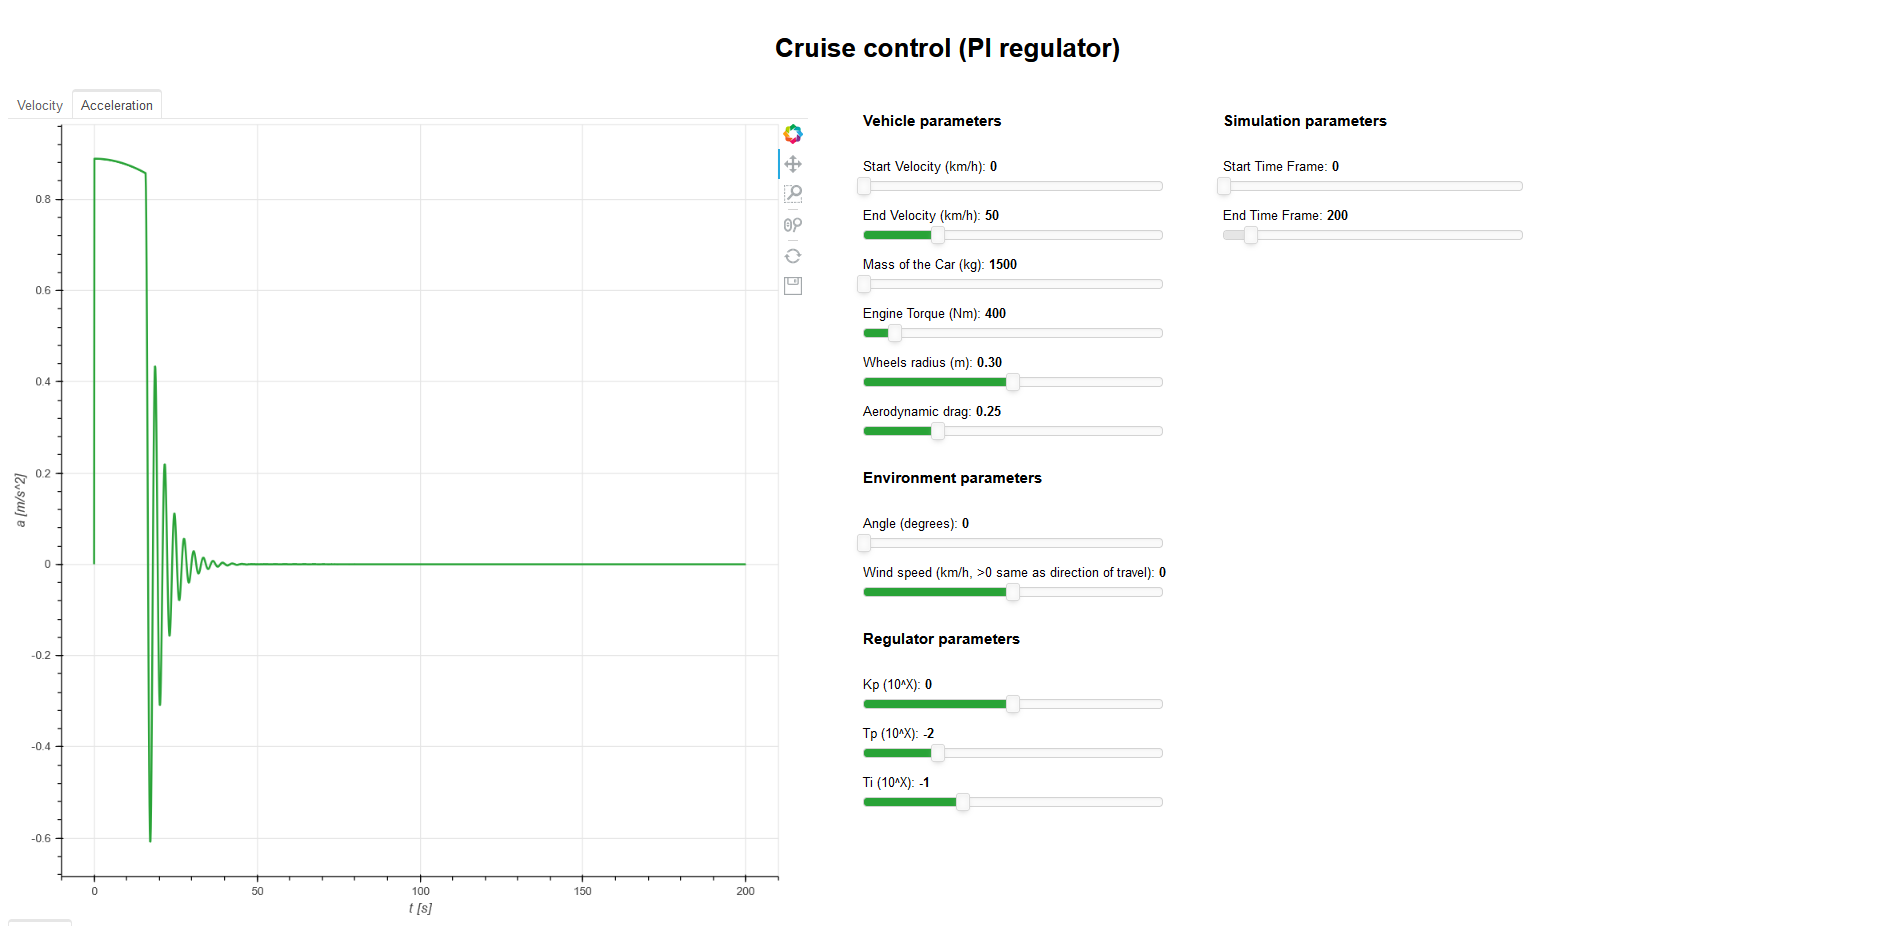 Cruise control (PI regulator)
Velocity
Acceleration
0.8
0.6
0.4
0.2
0
-0.2
-0.4
-0.6
a [m/s^2]
0
50
100
150
200
t [s]
Vehicle parameters
Start Velocity (km/h): 0
End Velocity (km/h): 50
Mass of the Car (kg): 1500
Engine Torque (Nm): 400
Wheels radius (m): 0.30
Aerodynamic drag: 0.25
Environment parameters
Angle (degrees): 0
Wind speed (km/h, >0 same as direction of travel): 0
Regulator parameters
Kp (10^X): 0
Tp (10^X): -2
Ti (10^X): -1
Simulation parameters
Start Time Frame: 0
End Time Frame: 200